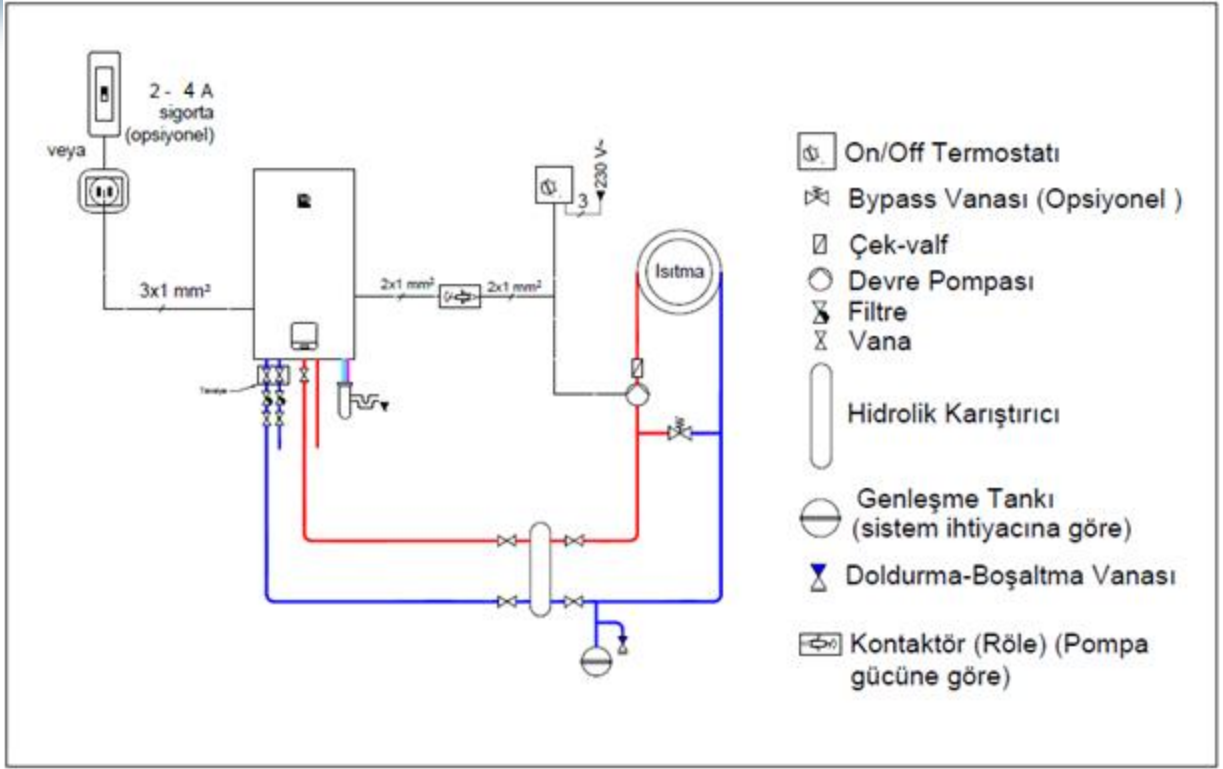 2 - 4 A
sigorta
(opsiyonel)
veya
3x1 mm²
2x1 mm²
2x1 mm²
3
230 V~
Isıtma
Tavsiye
On/Off Termostatı
Bypass Vanası (Opsiyonel )
Çek-valf
Devre Pompası
Filtre
Vana
Hidrolik Karıştırıcı
Genleşme Tankı
(sistem ihtiyacına göre)
Doldurma-Boşaltma Vanası
Kontaktör (Röle) (Pompa
gücüne göre)